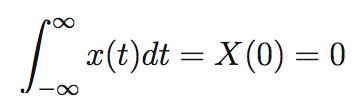 ∫_{-∞}^{∞} x(t)dt = X(0) = 0